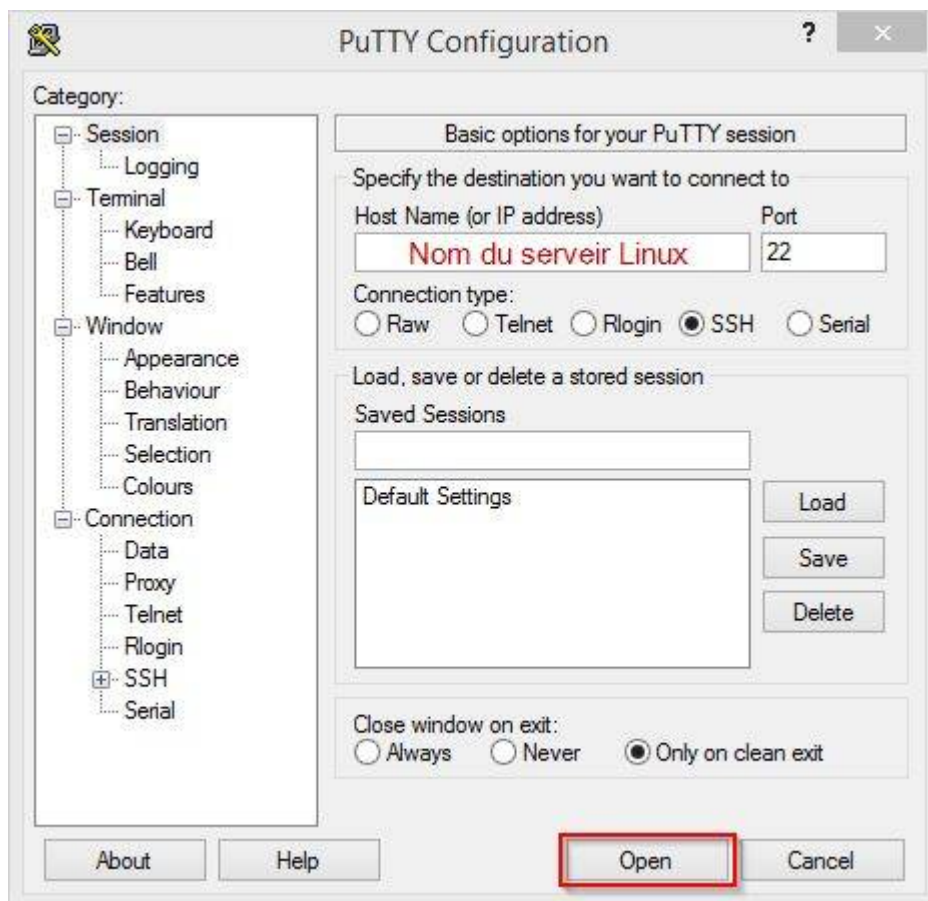 PuTTY Configuration
?
×
Category:
Session
Logging
Terminal
Keyboard
Bell
Features
Window
Appearance
Behaviour
Translation
Selection
Colours
Connection
Data
Proxy
Telnet
Rlogin
SSH
Serial
Basic options for your PuTTY session
Specify the destination you want to connect to
Host Name (or IP address) Port
Nom du serveir Linux 22
Connection type:
Raw Telnet Rlogin SSH Serial
Load, save or delete a stored session
Saved Sessions
Default Settings
Load
Save
Delete
Close window on exit:
Always Never Only on clean exit
About Help Open Cancel